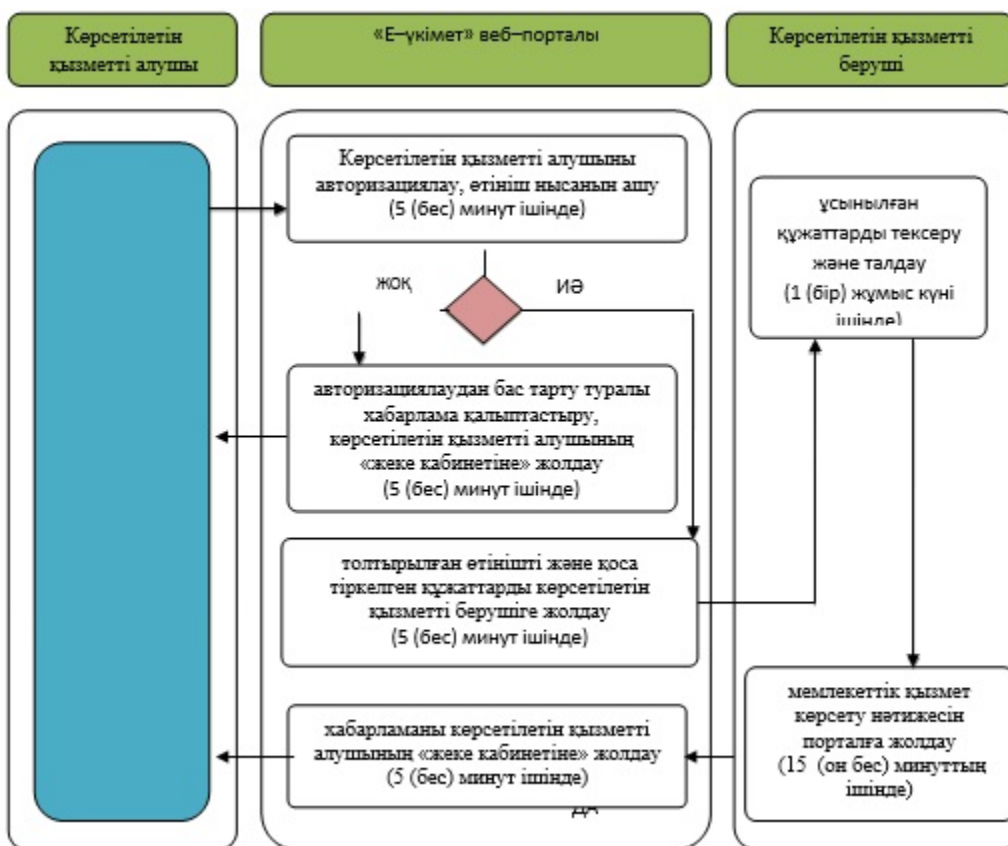 Көрсетілетін
қызметті алушы
«Е–үкімет» веб–порталы
Көрсетілетін қызметті
беруші
Көрсетілетін қызметті алушыны
авторизациялау, өтініш нысанын ашу
(5 (бес) минут ішінде)
жоқ
ИӘ
ұсынылған
құжаттарды тексеру
және талдау
(1 (бір) жұмыс күні
ішінде)
авторизациялаудан бас тарту туралы
хабарлама қалыптастыру,
көрсетілетін қызметті алушының
«жеке кабинетіне» жолдау
(5 (бес) минут ішінде)
толтырылған өтінішті және қоса
тіркелген құжаттарды көрсетілетін
қызметті берушіге жолдау
(5 (бес) минут ішінде)
мемлекеттік қызмет
көрсету нәтижесін
порталға жолдау
(15 (он бес) минуттың
ішінде)
хабарламаны көрсетілетін қызметті
алушының «жеке кабинетіне» жолдау
(5 (бес) минут ішінде)
ДА